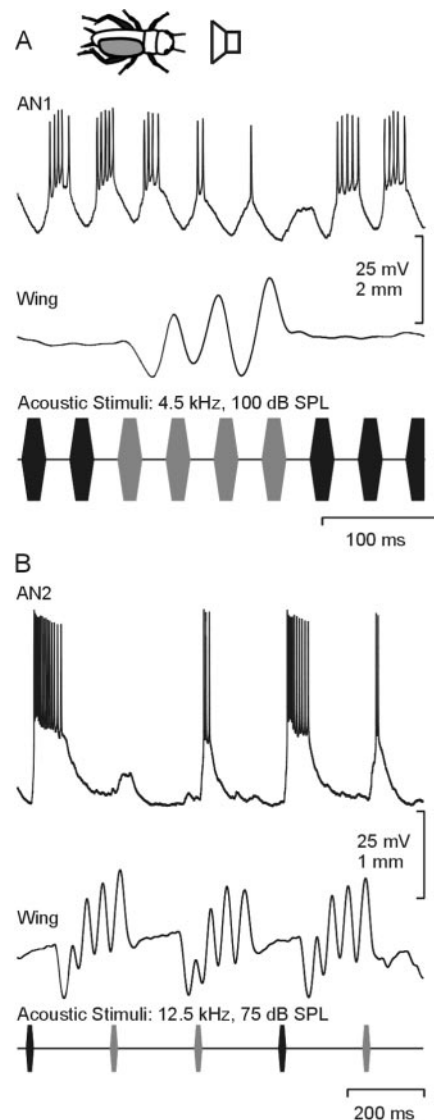 A
AN1
25 mV
2 mm
Wing
Acoustic Stimuli: 4.5 kHz, 100 dB SPL
100 ms
B
AN2
25 mV
1 mm
Wing
Acoustic Stimuli: 12.5 kHz, 75 dB SPL
200 ms